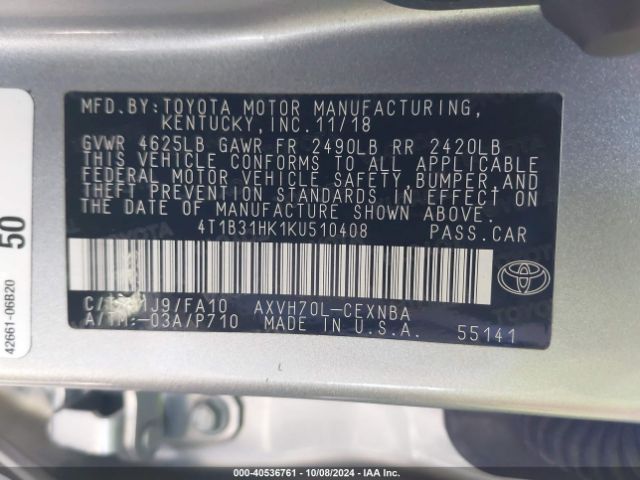 MFD.BY:TOYOTA MOTOR MANUFACTURING,
KENTUCKY,INC.11/18
GVWR 4625LB GAWR FR 2490LB RR 2420LB
THIS VEHICLE CONFORMS TO ALL APPLICABLE
FEDERAL MOTOR VEHICLE SAFETY,BUMPER,AND
THEFT PREVENTION STANDARDS IN EFFECT ON
THE DATE OF MANUFACTURE SHOWN ABOVE.
4T1B31HK1KU510408 PASS.CAR
AXVH70L-CEXNBA
A/TM:-03A/P710 MADE IN U.S.A. 55141
TOYOTA
50
42661-06B20
000-40536761 - 10/08/2024 - IAA Inc.